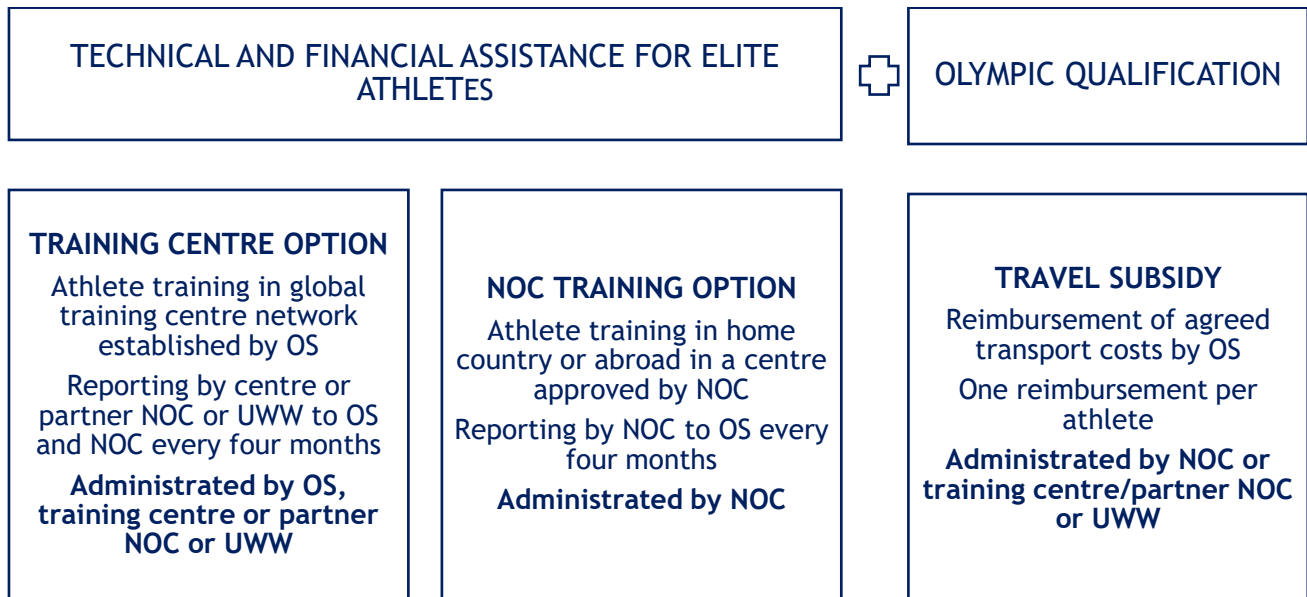 TECHNICAL AND FINANCIAL ASSISTANCE FOR ELITE
ATHLETES
OLYMPIC QUALIFICATION
TRAINING CENTRE OPTION
Athlete training in global
training centre network
established by OS
Reporting by centre or
partner NOC or UWW to OS
and NOC every four months
Administrated by OS,
training centre or partner
NOC or UWW
NOC TRAINING OPTION
Athlete training in home
country or abroad in a centre
approved by NOC
Reporting by NOC to OS every
four months
Administrated by NOC
TRAVEL SUBSIDY
Reimbursement of agreed
transport costs by OS
One reimbursement per
athlete
Administrated by NOC or
training centre/partner NOC
or UWW